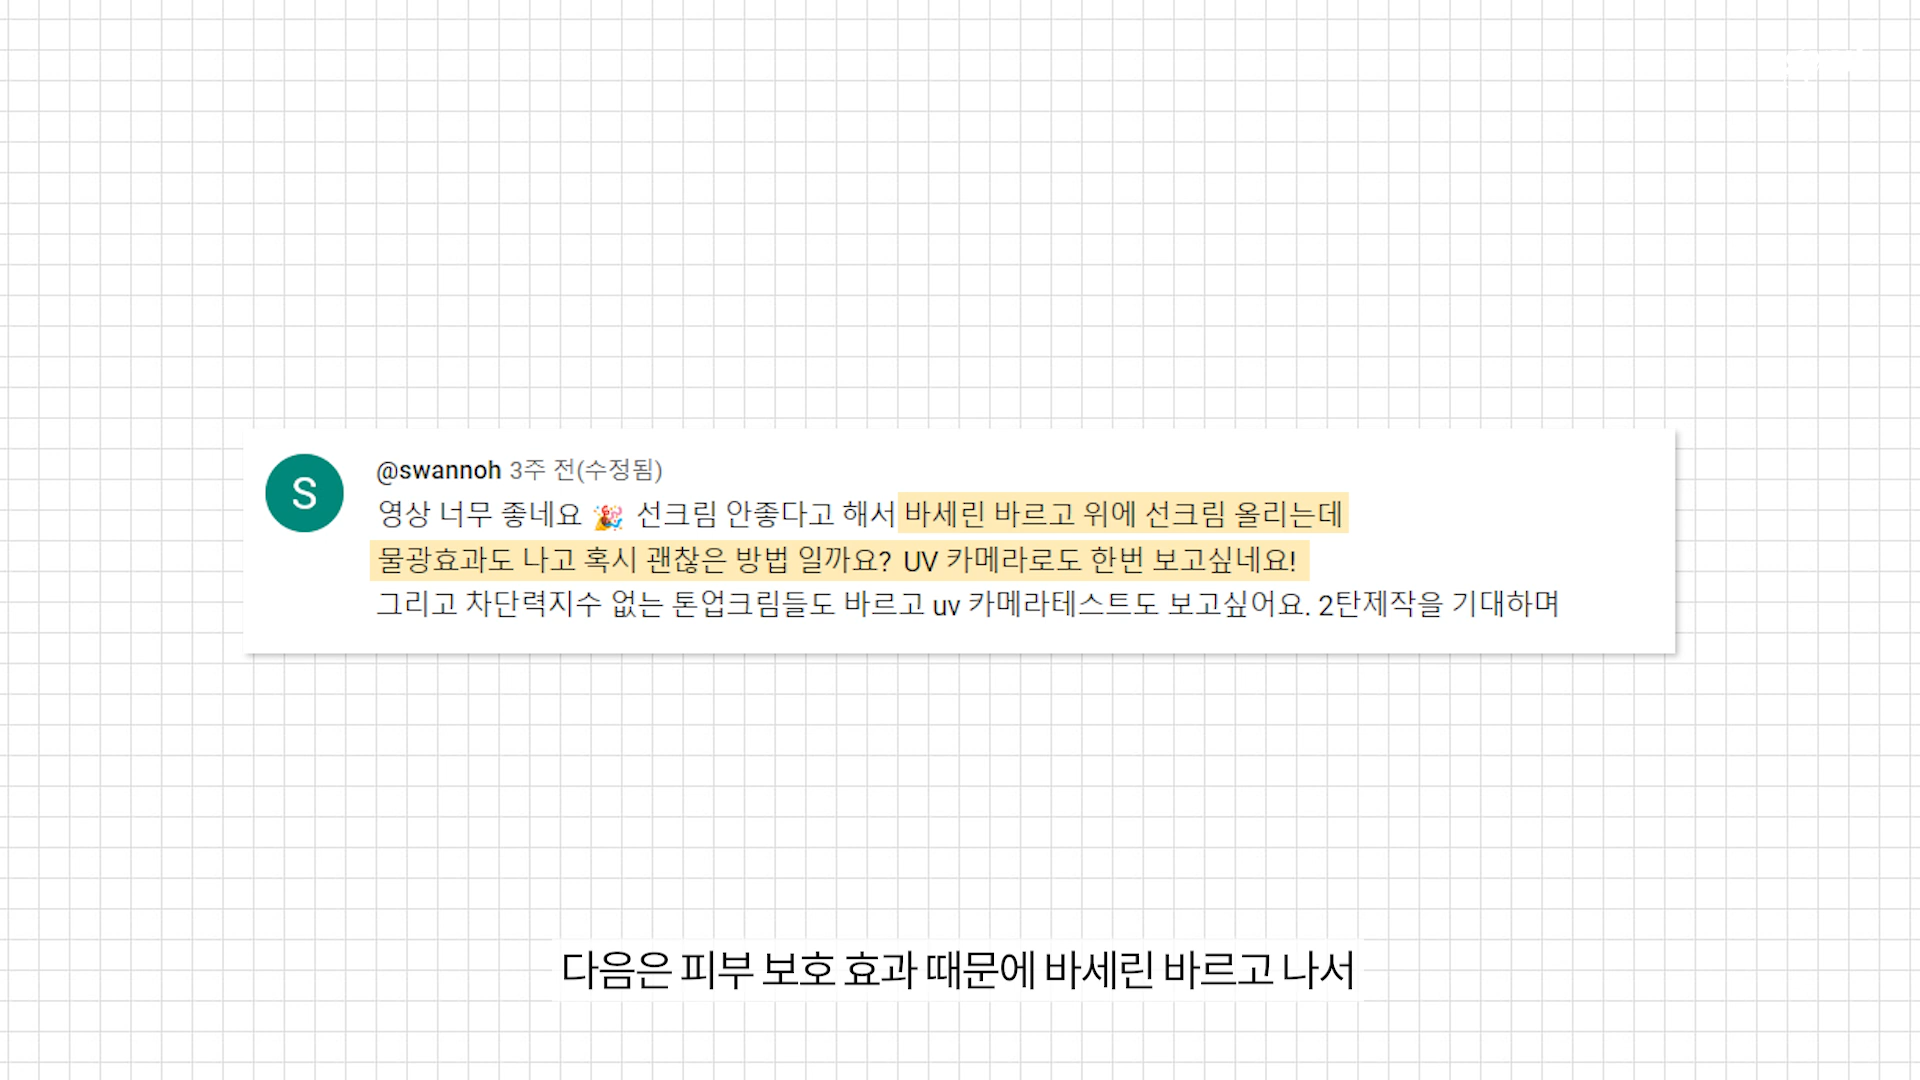 S
@swannoh 3주 전(수정됨)
영상 너무 좋네요 🎉 선크림 안좋다고 해서 바세린 바르고 위에 선크림 올리는데
물광효과도 나고 혹시 괜찮은 방법 일까요? UV 카메라로도 한번 보고싶네요!
그리고 차단력지수 없는 톤업크림들도 바르고 uv 카메라테스트도 보고싶어요. 2탄제작을 기대하며
다음은 피부 보호 효과 때문에 바세린 바르고 나서